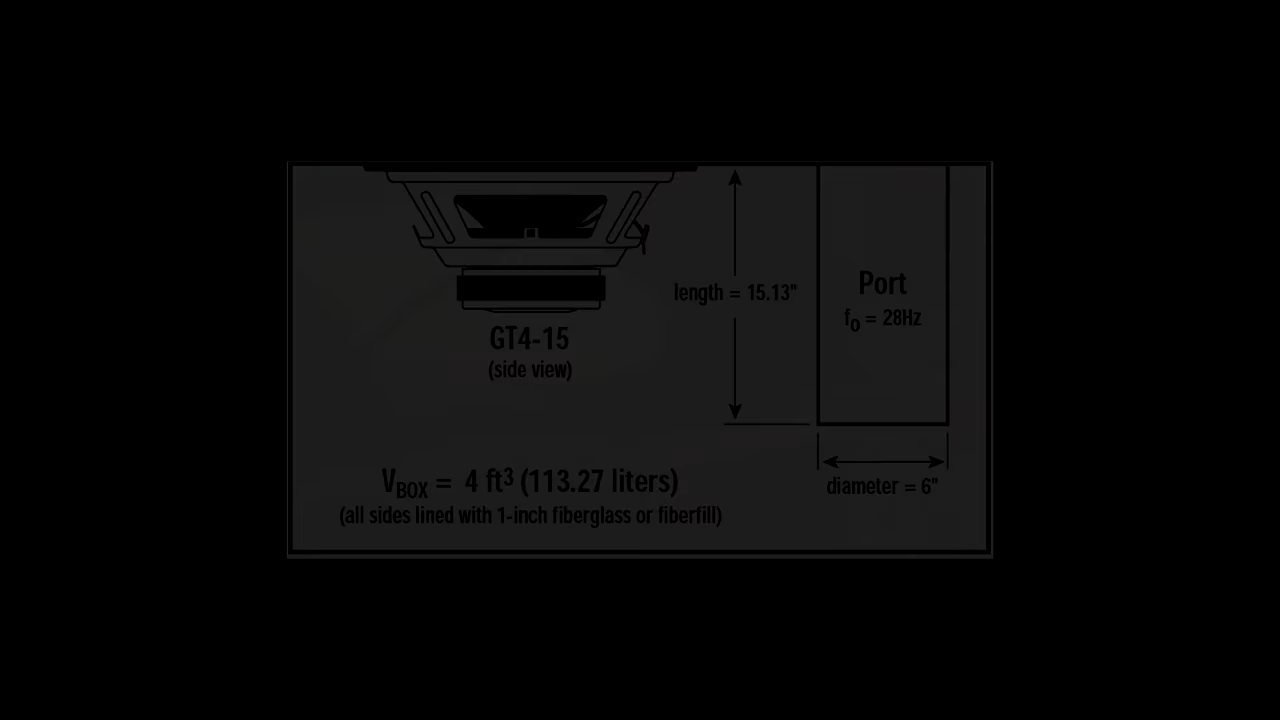 length = 15.13"
Port
fO = 28Hz
GT4-15
(side view)
VBOX = 4 ft3 (113.27 liters)
(all sides lined with 1-inch fiberglass or fiberfill)
diameter = 6"